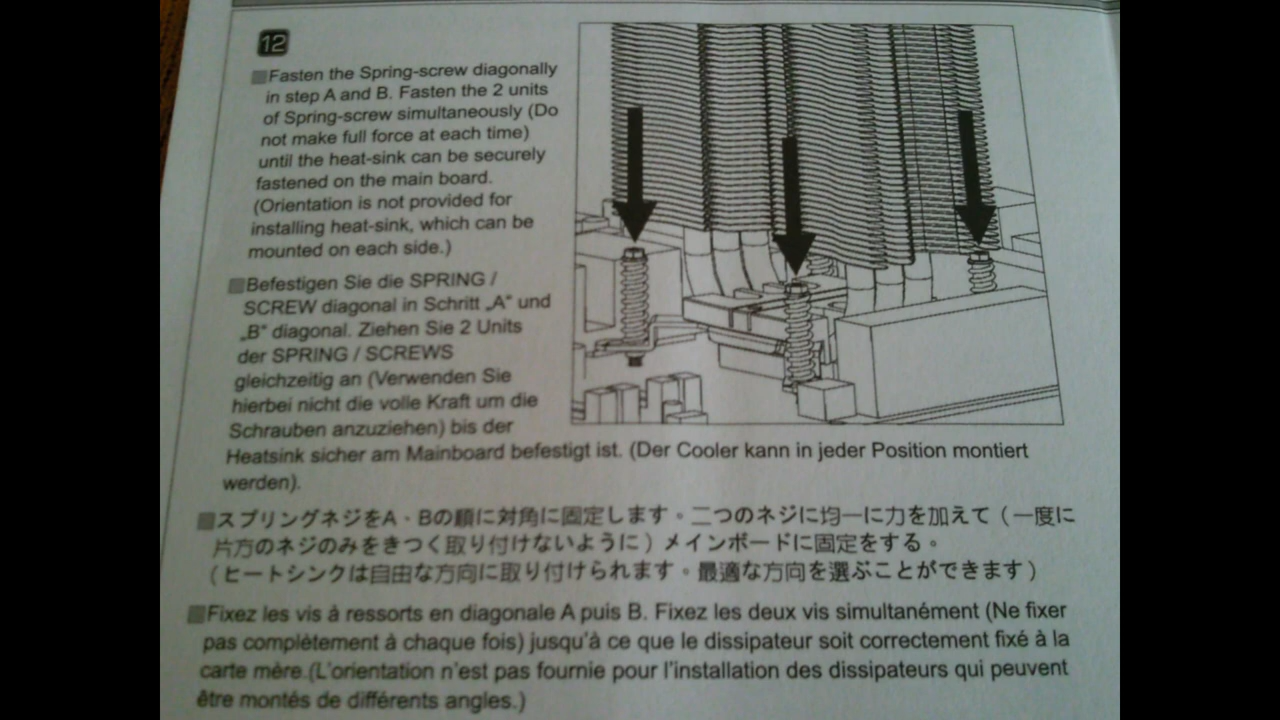 12
Fasten the Spring-screw diagonally
in step A and B. Fasten the 2 units
of Spring-screw simultaneously (Do
not make full force at each time)
until the heat-sink can be securely
fastened on the main board.
(Orientation is not provided for
installing heat-sink, which can be
mounted on each side.)
Befestigen Sie die SPRING /
SCREW diagonal in Schritt „A“ und
„B“ diagonal. Ziehen Sie 2 Units
der SPRING / SCREWS
gleichzeitig an (Verwenden Sie
hierbei nicht die volle Kraft um die
Schrauben anzuziehen) bis der
Heatsink sicher am Mainboard befestigt ist. (Der Cooler kann in jeder Position montiert
werden).
スプリングネジをA・Bの順に対角に固定します。二つのネジに均一に力を加えて（一度に
片方のネジのみをきつく取り付けないように）メインボードに固定をする。
（ヒートシンクは自由な方向に取り付けられます。最適な方向を選ぶことができます）
Fixez les vis à ressorts en diagonale A puis B. Fixez les deux vis simultanément (Ne fixer
pas complètement à chaque fois) jusqu'à ce que le dissipateur soit correctement fixé à la
carte mère.(L'orientation n'est pas fournie pour l'installation des dissipateurs qui peuvent
être montés de différents angles.)